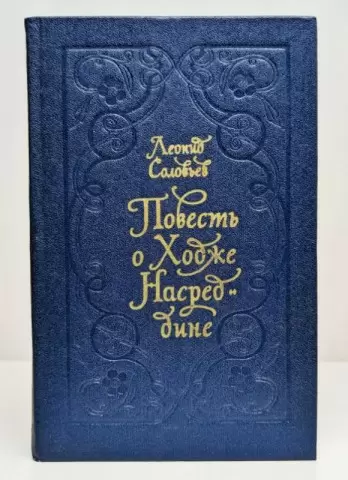 Леонид
Соловьев
Повесть
о Ходже
Насред-
дине